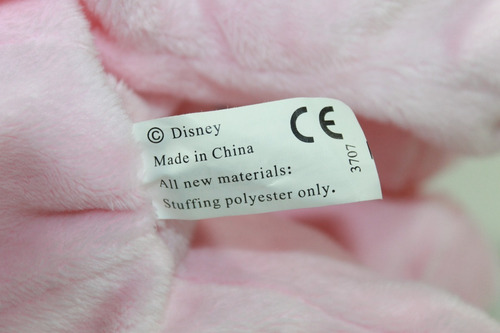 © Disney
Made in China
All new materials:
Stuffing polyester only.
CE
3707